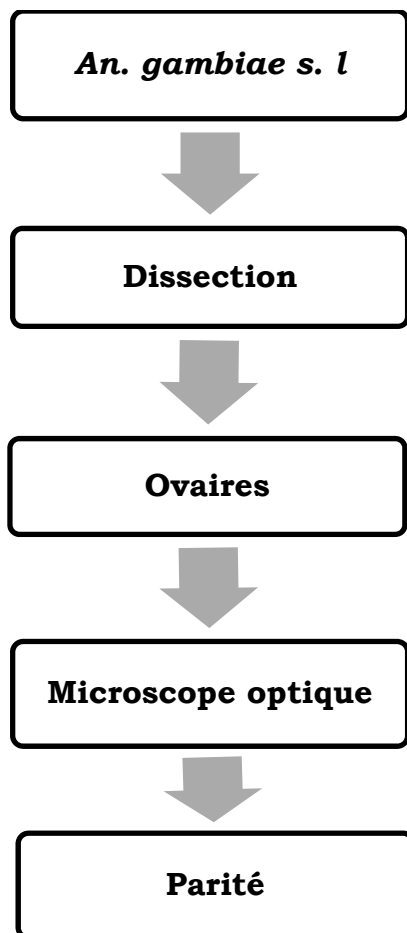 An. gambiae s. l
Dissection
Ovaires
Microscope optique
Parité